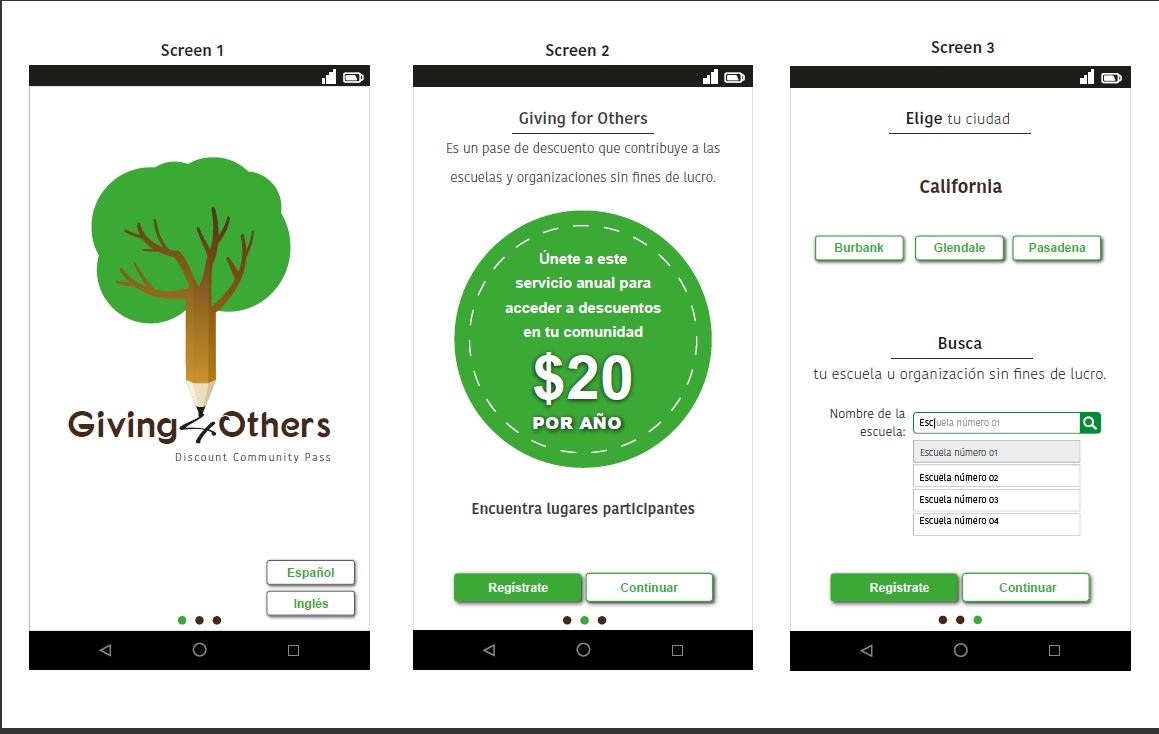 Screen 1
Giving 4 Others
Discount Community Pass
Español
Inglés
Screen 2
Giving for Others
Es un pase de descuento que contribuye a las
escuelas y organizaciones sin fines de lucro.
Únete a este
servicio anual para
acceder a descuentos
en tu comunidad
$20
POR AÑO
Encuentra lugares participantes
Regístrate
Continuar
Screen 3
Elige tu ciudad
California
Burbank
Glendale
Pasadena
Busca
tu escuela u organización sin fines de lucro.
Nombre de la
escuela:
Escuela número 01
Escuela número 01
Escuela número 02
Escuela número 03
Escuela número 04
Regístrate
Continuar